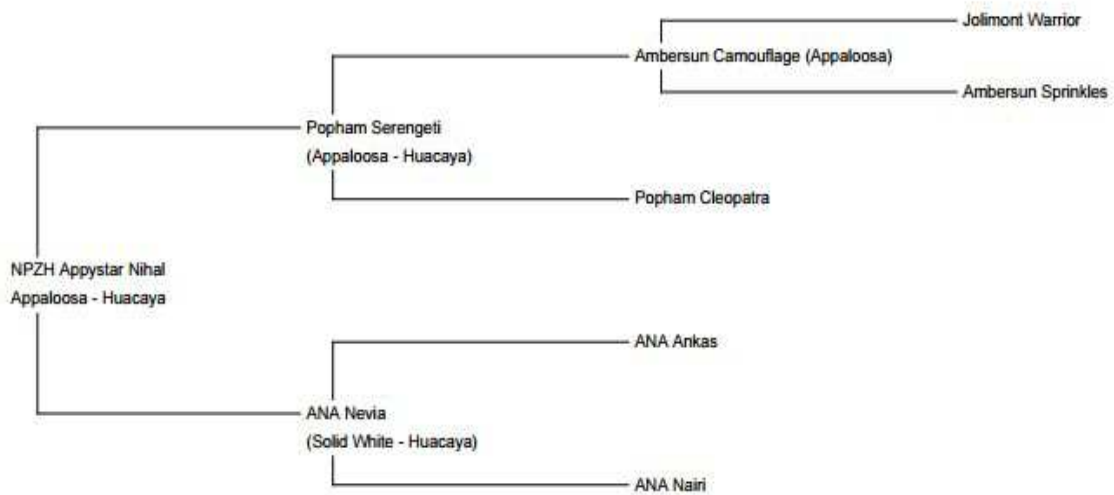 Jolimont Warrior
Ambersun Camouflage (Appaloosa)
Ambersun Sprinkles
Popham Serengeti
(Appaloosa - Huacaya)
Popham Cleopatra
NPZH Appystar Nihal
Appaloosa - Huacaya
ANA Ankas
ANA Nevia
(Solid White - Huacaya)
ANA Nairi